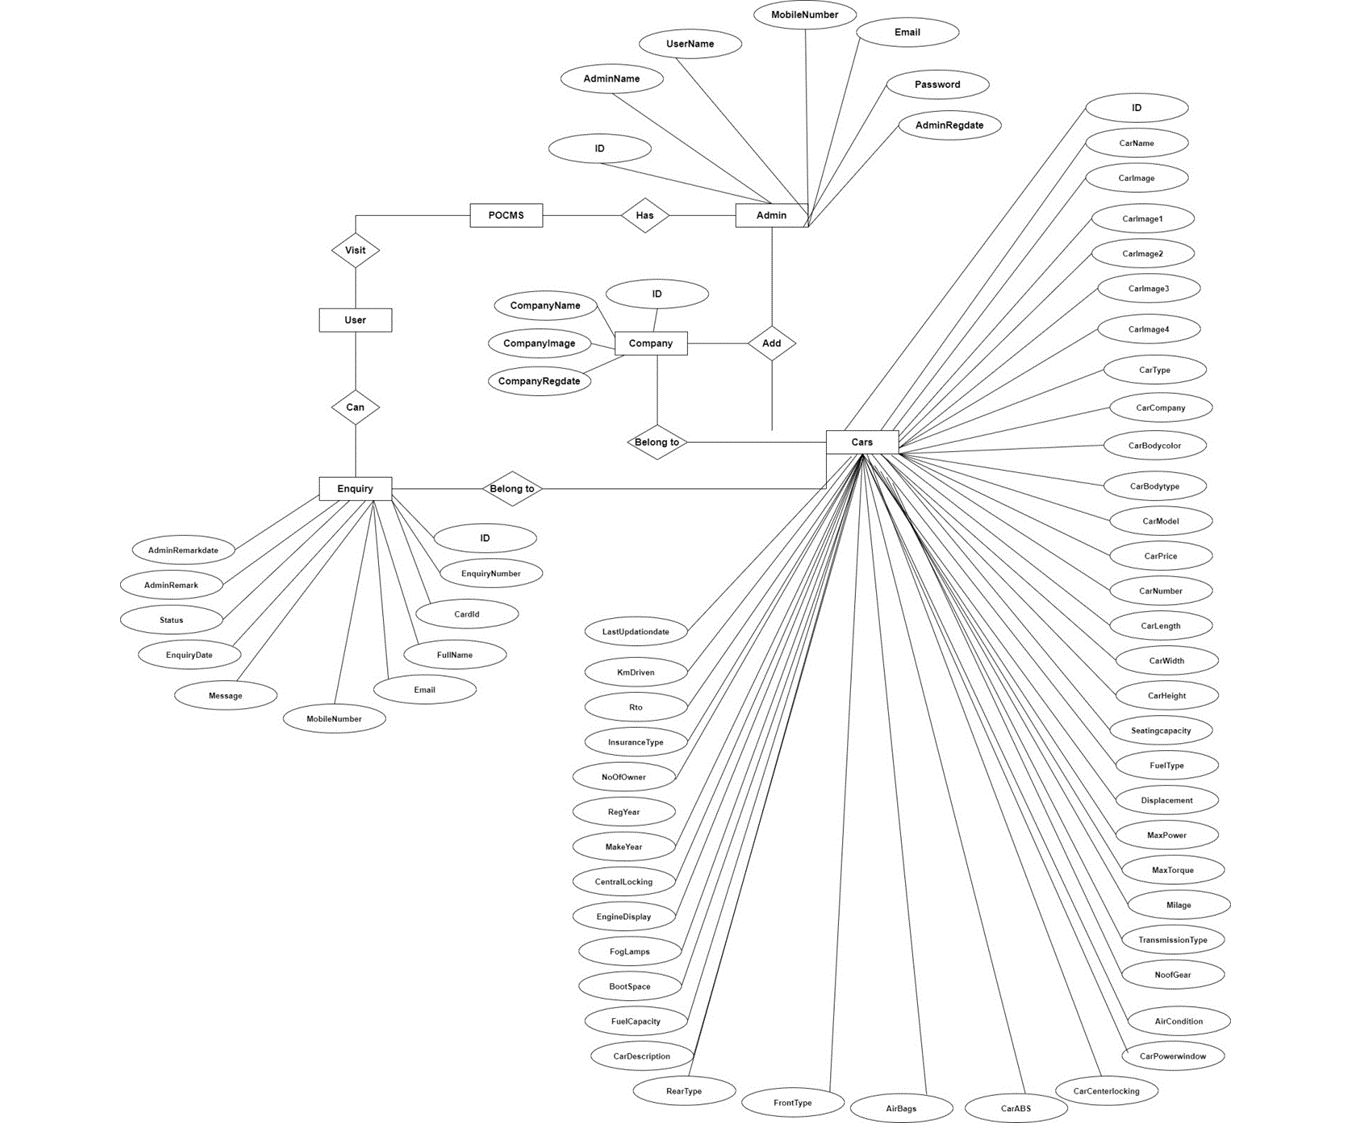 MobileNumber
Email
UserName
AdminName
Password
AdminRegdate
ID
POCMS
Has
Admin
Visit
User
Can
CompanyName
ID
CompanyImage
Company
Add
CompanyRegdate
Belong to
Cars
Enquiry
Belong to
AdminRemarkdate
AdminRemark
Status
EnquiryDate
Message
MobileNumber
Email
FullName
CardId
EnquiryNumber
ID
ID
CarName
CarImage
CarImage1
CarImage2
CarImage3
CarImage4
CarType
CarCompany
CarBodycolor
CarBodytype
CarModel
CarPrice
CarNumber
CarLength
CarWidth
CarHeight
Seatingcapacity
FuelType
Displacement
MaxPower
MaxTorque
Milage
TransmissionType
NoofGear
AirCondition
CarPowerwindow
CarCenterlocking
CarABS
AirBags
FrontType
RearType
CarDescription
FuelCapacity
BootSpace
FogLamps
EngineDisplay
CentralLocking
MakeYear
RegYear
NoOfOwner
InsuranceType
Rto
KmDriven
LastUpdationdate